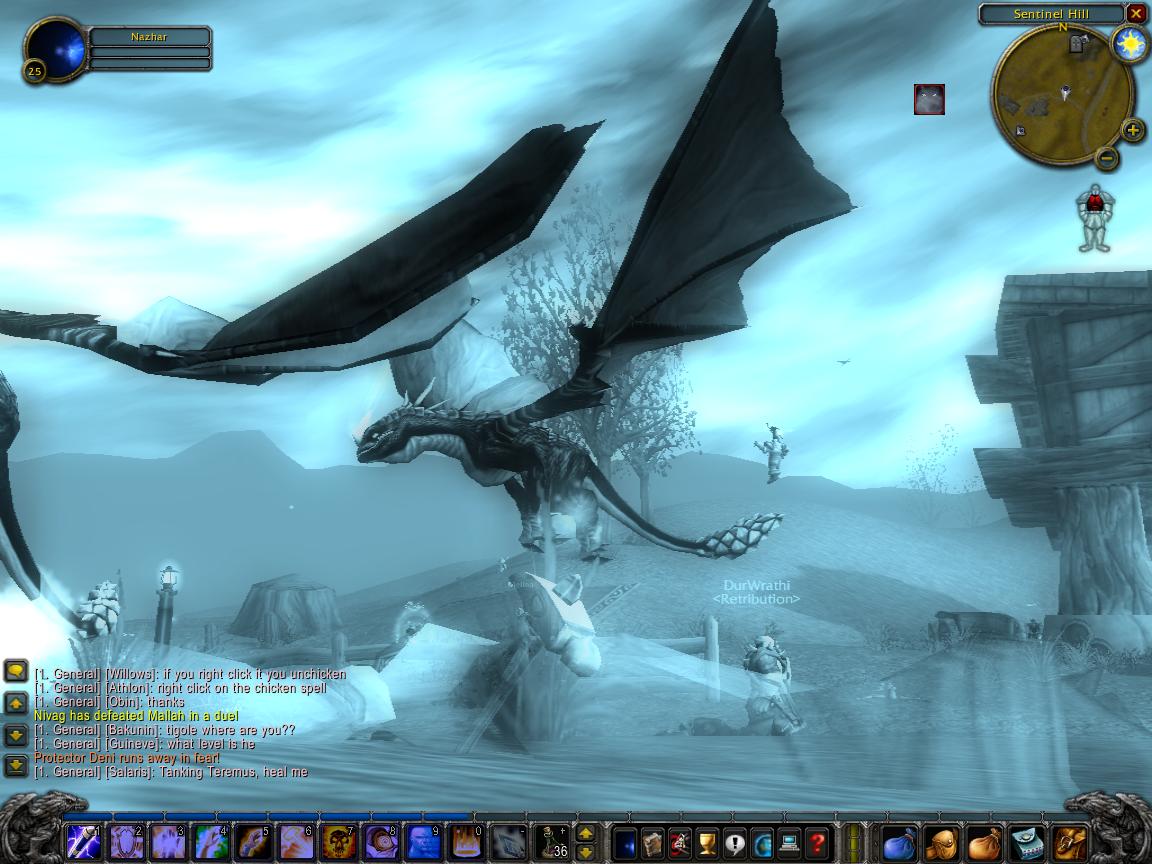 Nazhar
25
Sentinel Hill
N
DurWrathi
<Retribution>
[1. General] [Willows]: if you right click it you unchicken
[1. General] [Athlon]: right click on the chicken spell
[1. General] [Obin]: thanks
Nivag has defeated Mallah in a duel
[1. General] [Bakunin]: tigole where are you??
[1. General] [Guineve]: what level is he
Protector Deni runs away in fear!
[1. General] [Salaris]: Tanking Teremus, heal me
1 2 3 4 5 6 7 8 9 0 - +
36